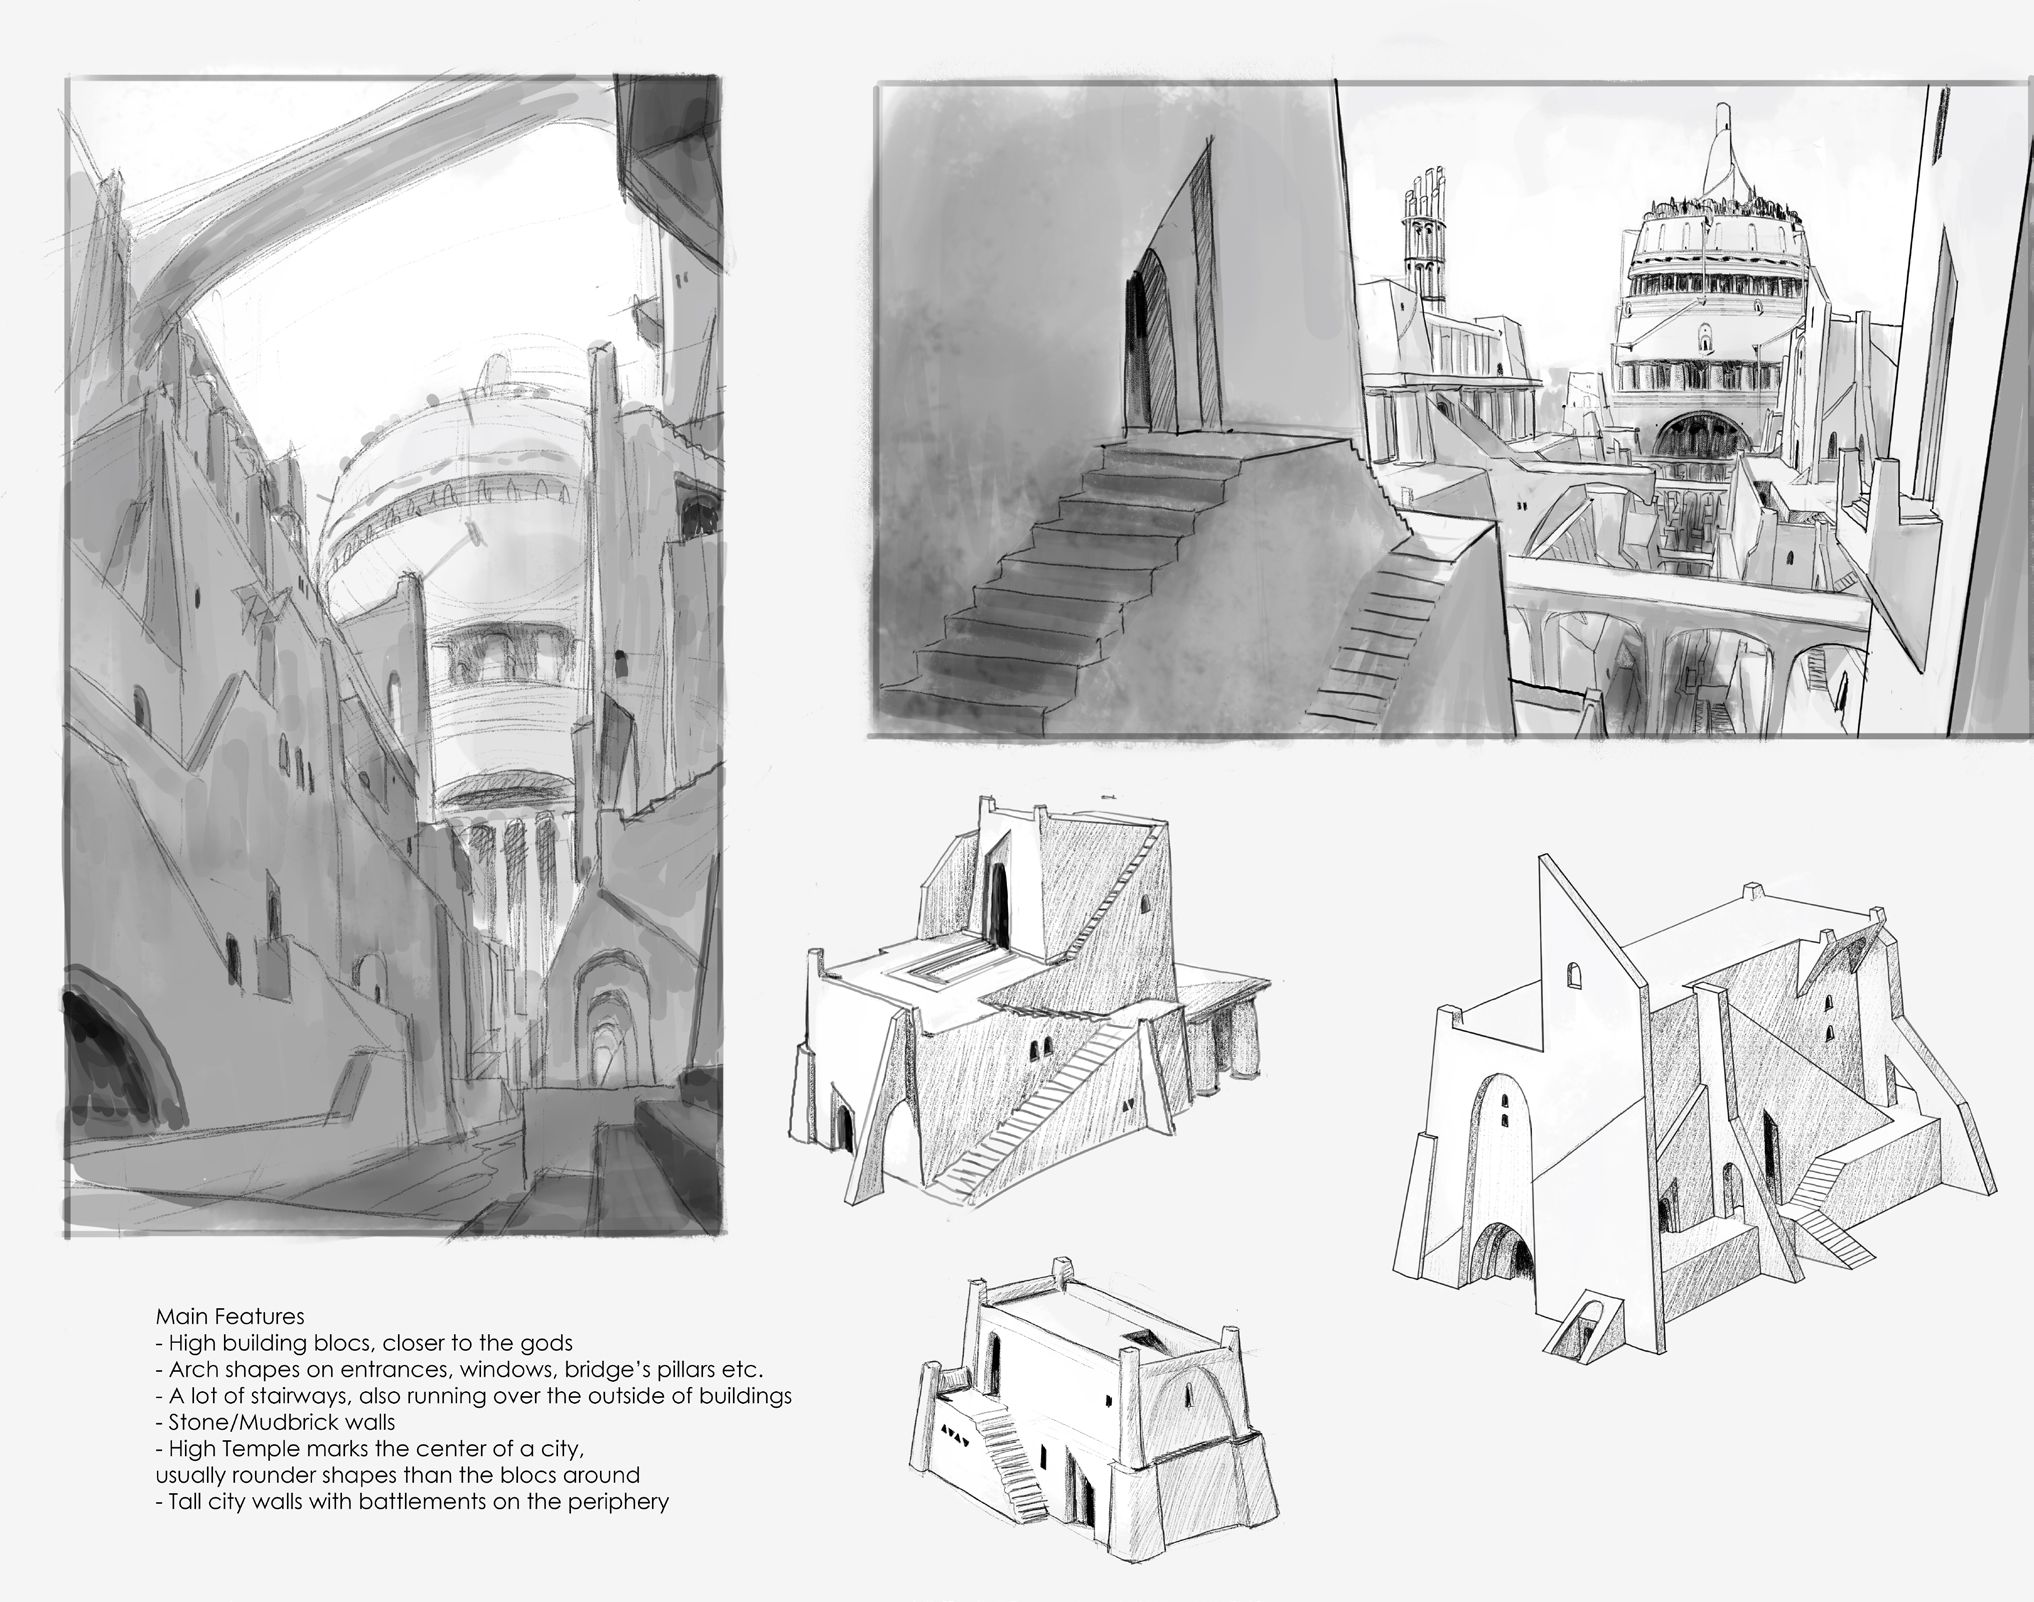 Main Features
- High building blocs, closer to the gods
- Arch shapes on entrances, windows, bridge's pillars etc.
- A lot of stairways, also running over the outside of buildings
- Stone/Mudbrick walls
- High Temple marks the center of a city,
usually rounder shapes than the blocs around
- Tall city walls with battlements on the periphery